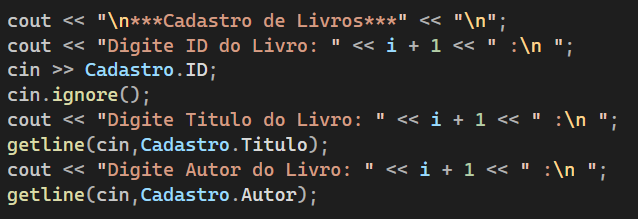 cout << "\n***Cadastro de Livros***" << "\n";
cout << "Digite ID do Livro: " << i + 1 << " :\n ";
cin >> Cadastro.ID;
cin.ignore();
cout << "Digite Titulo do Livro: " << i + 1 << " :\n ";
getline(cin,Cadastro.Titulo);
cout << "Digite Autor do Livro: " << i + 1 << " :\n ";
getline(cin,Cadastro.Autor);